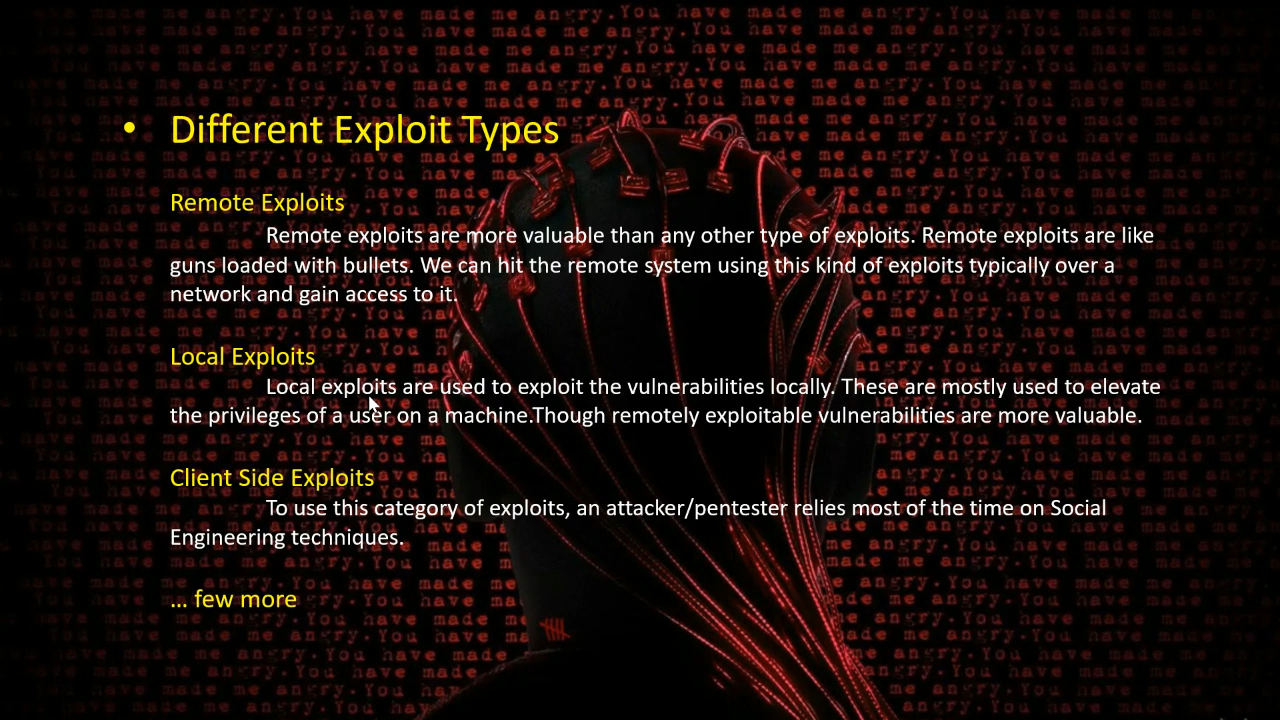 • Different Exploit Types
Remote Exploits
Remote exploits are more valuable than any other type of exploits. Remote exploits are like
guns loaded with bullets. We can hit the remote system using this kind of exploits typically over a
network and gain access to it.
Local Exploits
Local exploits are used to exploit the vulnerabilities locally. These are mostly used to elevate
the privileges of a user on a machine.Though remotely exploitable vulnerabilities are more valuable.
Client Side Exploits
To use this category of exploits, an attacker/pentester relies most of the time on Social
Engineering techniques.
... few more